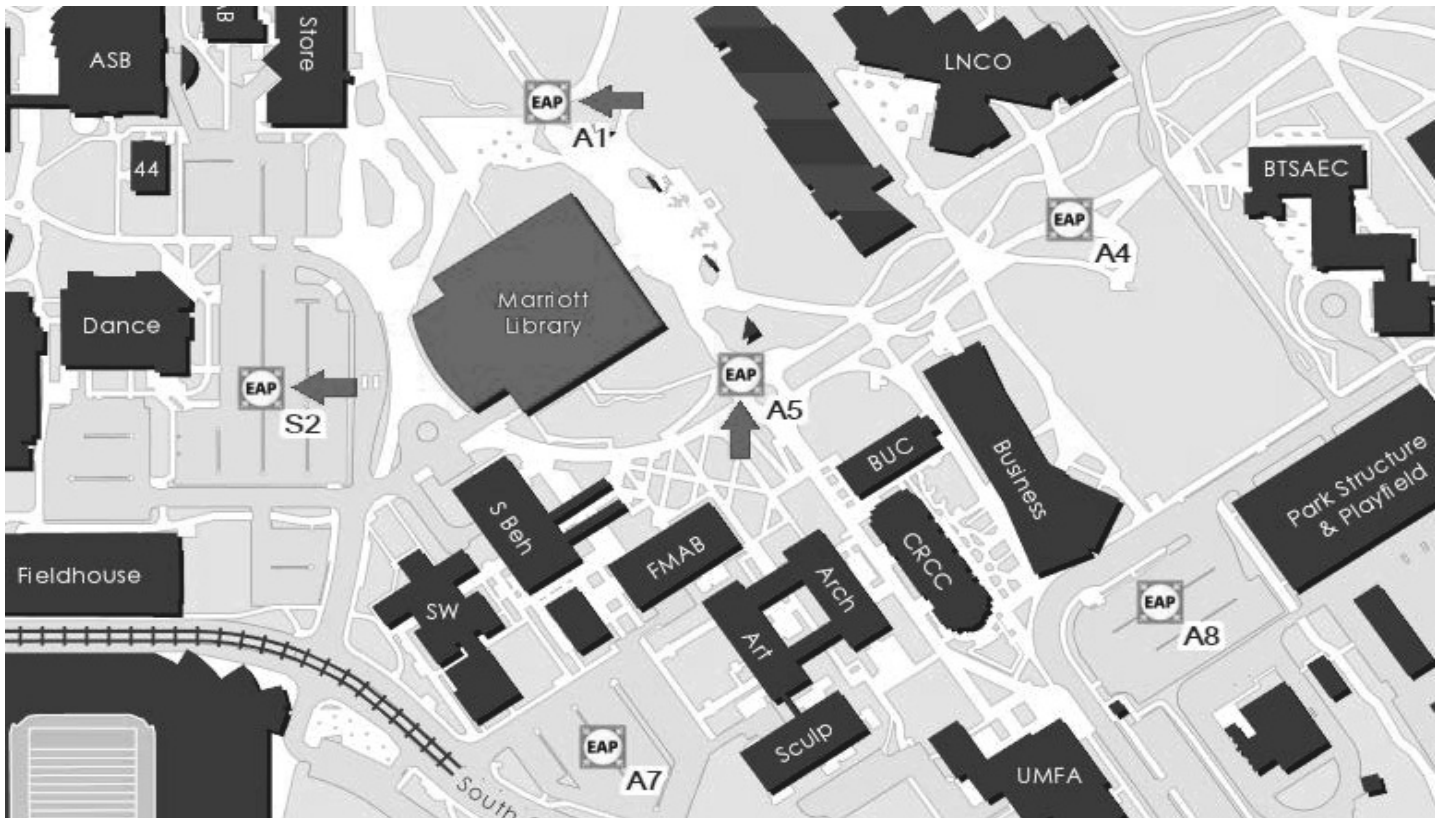 AB
Store
ASB
LNCO
EAP
A1
44
BTSAEC
EAP
A4
Marriott
Library
Dance
EAP
S2
EAP
A5
BUC
Business
Park Structure
& Playfield
S Beh
FMAB
CRCC
Arch
Fieldhouse
SW
Art
EAP
A8
Sculp
EAP
A7
UMFA
South